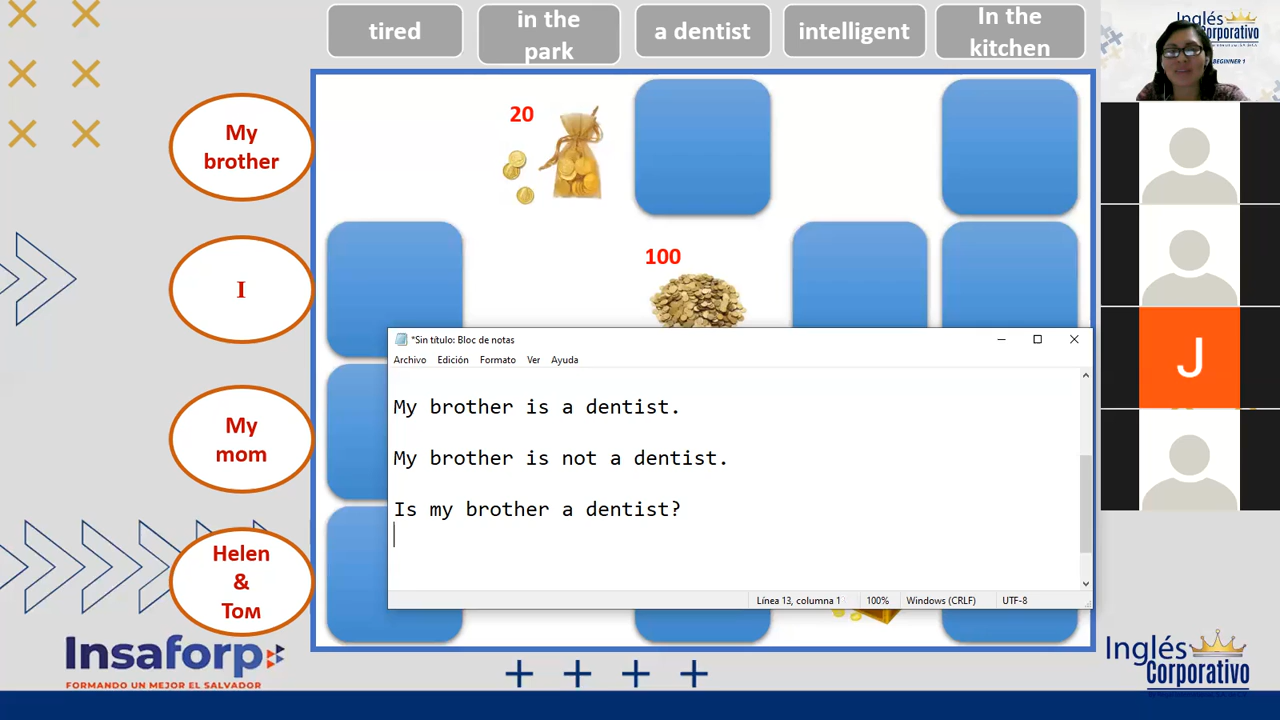 tired
in the
park
a dentist
intelligent
In the
kitchen
Inglés
Corporativo
BEGINNER 1
My
brother
20
I
100
*Sin título: Bloc de notas
Archivo Edición Formato Ver Ayuda
My brother is a dentist.
My brother is not a dentist.
Is my brother a dentist?
Línea 13, columna 1 100% Windows (CRLF) UTF-8
My
mom
Helen
&
Tom
J
Insaforp
FORMANDO UN MEJOR EL SALVADOR
Inglés
Corporativo